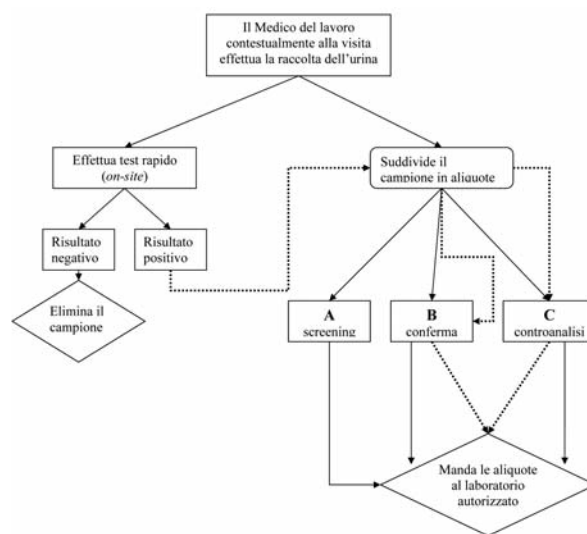 Il Medico del lavoro
contestualmente alla visita
effettua la raccolta dell'urina
Effettua test rapido
(on-site)
Suddivide il
campione in aliquote
Risultato
negativo
Risultato
positivo
Elimina il
campione
A
screening
B
conferma
C
controanalisi
Manda le aliquote
al laboratorio
autorizzato